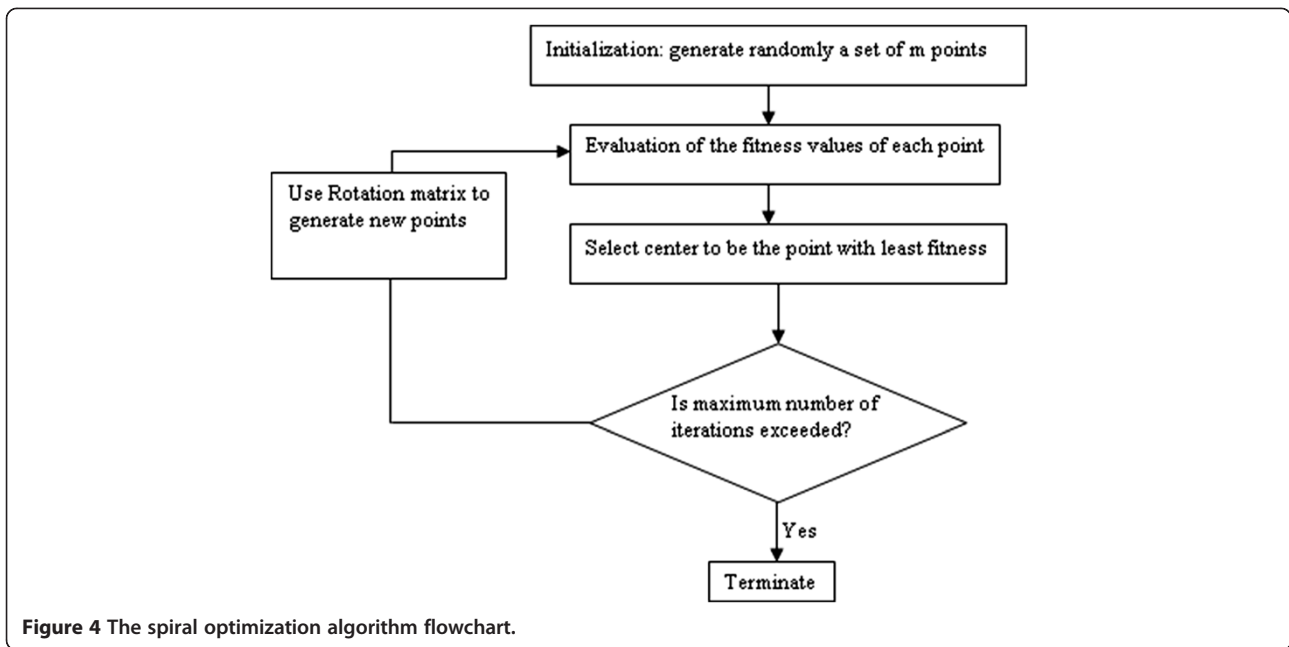 Initialization: generate randomly a set of m points
Evaluation of the fitness values of each point
Use Rotation matrix to
generate new points
Select center to be the point with least fitness
Is maximum number of
iterations exceeded?
Yes
Terminate
Figure 4 The spiral optimization algorithm flowchart.